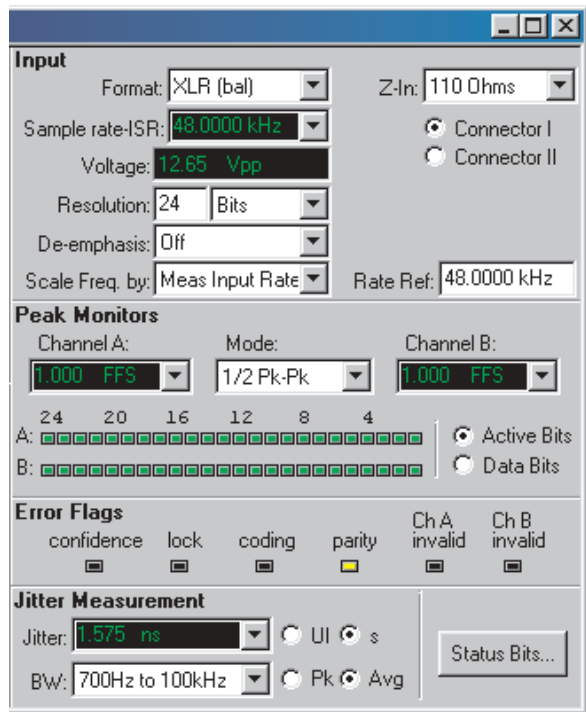 Input
Format: XLR (bal) Z-In: 110 Ohms
Sample rate-ISR: 48.0000 kHz Connector I
Voltage: 12.65 Vpp Connector II
Resolution: 24 Bits
De-emphasis: Off
Scale Freq. by: Meas Input Rate Rate Ref: 48.0000 kHz
Peak Monitors
Channel A: Mode: Channel B:
1.000 FFS 1/2 Pk-Pk 1.000 FFS
24 20 16 12 8 4
A: Active Bits
B: Data Bits
Error Flags
confidence lock coding parity Ch A invalid Ch B invalid
Jitter Measurement
Jitter: 1.575 ns UI s
BW: 700Hz to 100kHz Pk Avg
Status Bits...